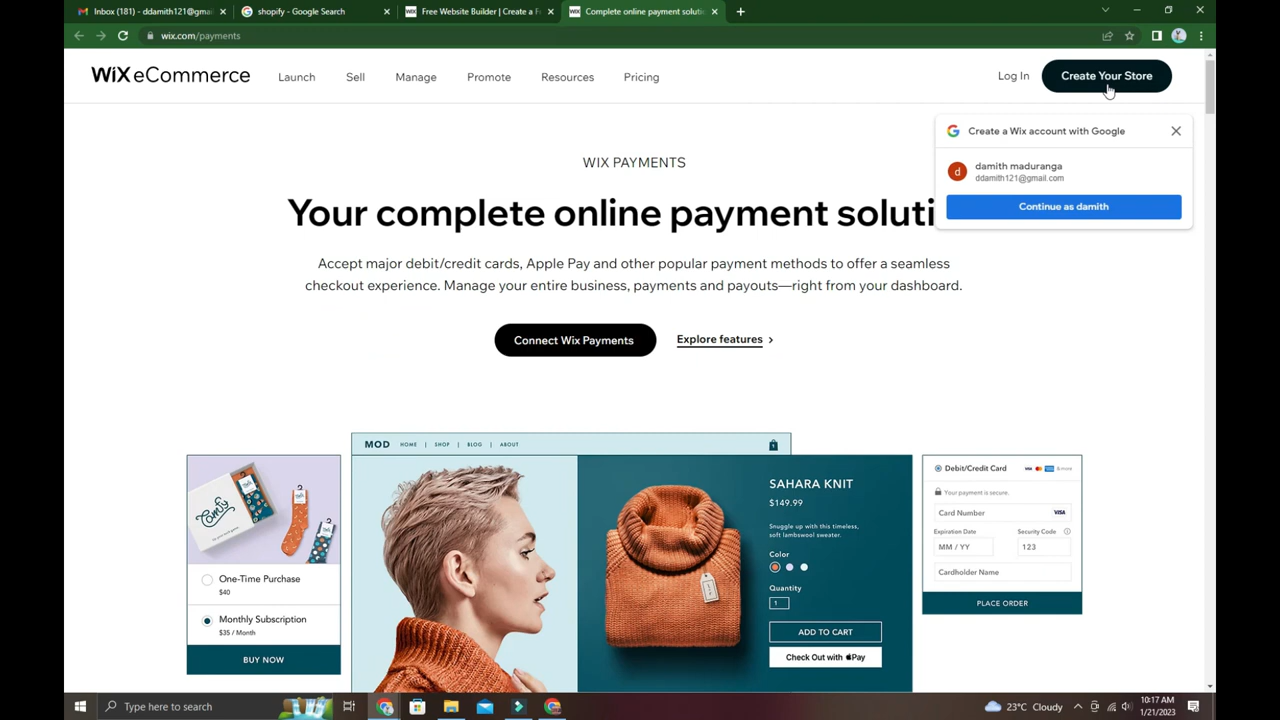 Inbox (181) - ddamith121@gmai
shopify - Google Search
WIX Free Website Builder | Create a F
WIX Complete online payment soluti
wix.com/payments
WiX eCommerce
Launch
Sell
Manage
Promote
Resources
Pricing
Log In
Create Your Store
Create a Wix account with Google
d
damith maduranga
ddamith121@gmail.com
Continue as damith
WIX PAYMENTS
Your complete online payment soluti
Accept major debit/credit cards, Apple Pay and other popular payment methods to offer a seamless
checkout experience. Manage your entire business, payments and payouts—right from your dashboard.
Connect Wix Payments
Explore features >
MOD HOME | SHOP | BLOG | ABOUT
One-Time Purchase
$40
Monthly Subscription
$35 / Month
BUY NOW
SAHARA KNIT
$149.99
Snuggle up with this timeless,
soft lambswool sweater.
Color
Quantity
1
ADD TO CART
Check Out with Pay
Debit/Credit Card
VISA
Your payment is secure.
Card Number VISA
Expiration Date Security Code
MM / YY 123
Cardholder Name
PLACE ORDER
Type here to search
23°C Cloudy
10:17 AM
1/21/2023